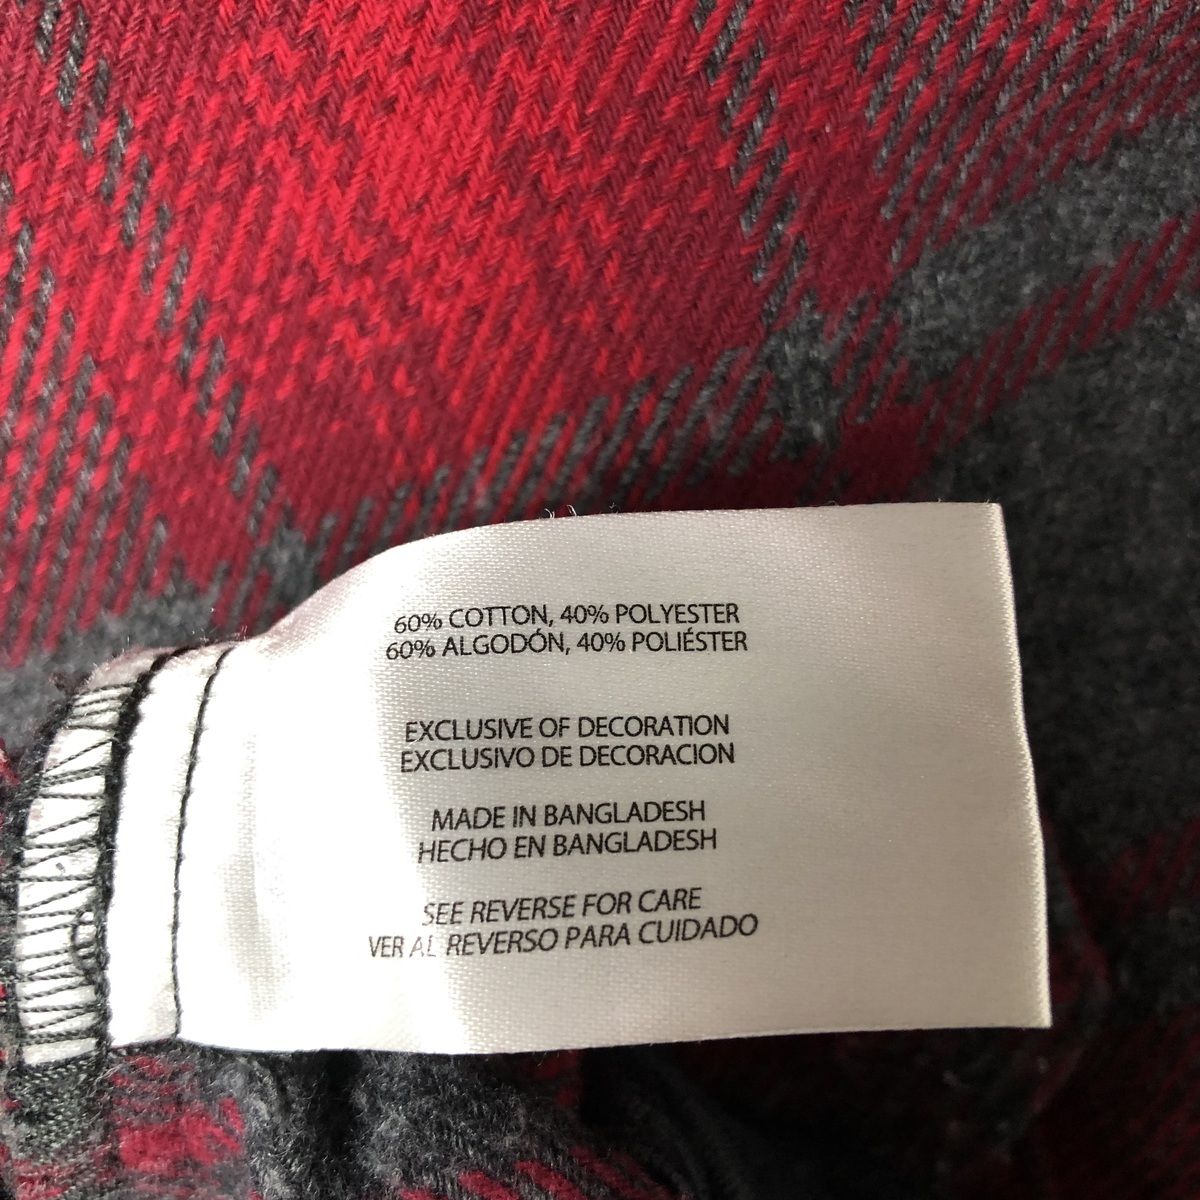 60% COTTON, 40% POLYESTER
60% ALGODÓN, 40% POLIÉSTER
EXCLUSIVE OF DECORATION
EXCLUSIVO DE DECORACION
MADE IN BANGLADESH
HECHO EN BANGLADESH
SEE REVERSE FOR CARE
VER AL REVERSO PARA CUIDADO